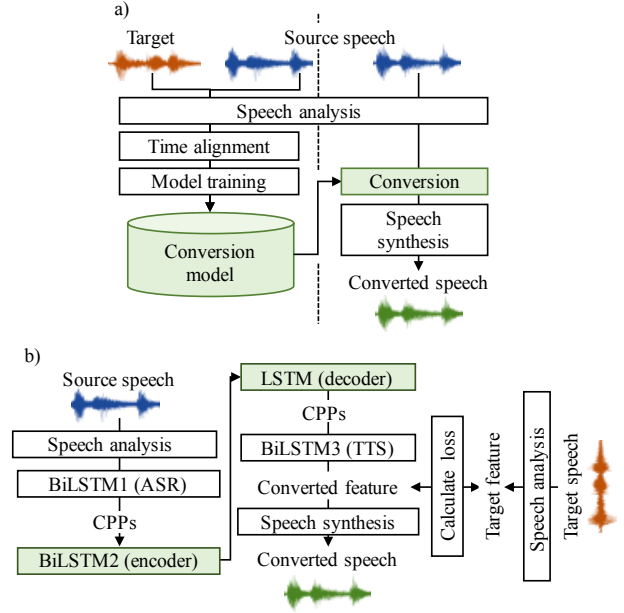 a)
Target
Source speech
Speech analysis
Time alignment
Model training
Conversion
model
Conversion
Speech
synthesis
Converted speech
b)
Source speech
Speech analysis
BiLSTM1 (ASR)
CPPs
BiLSTM2 (encoder)
LSTM (decoder)
CPPs
BiLSTM3 (TTS)
Converted feature
Speech synthesis
Converted speech
Calculate loss
Target feature
Speech analysis
Target speech